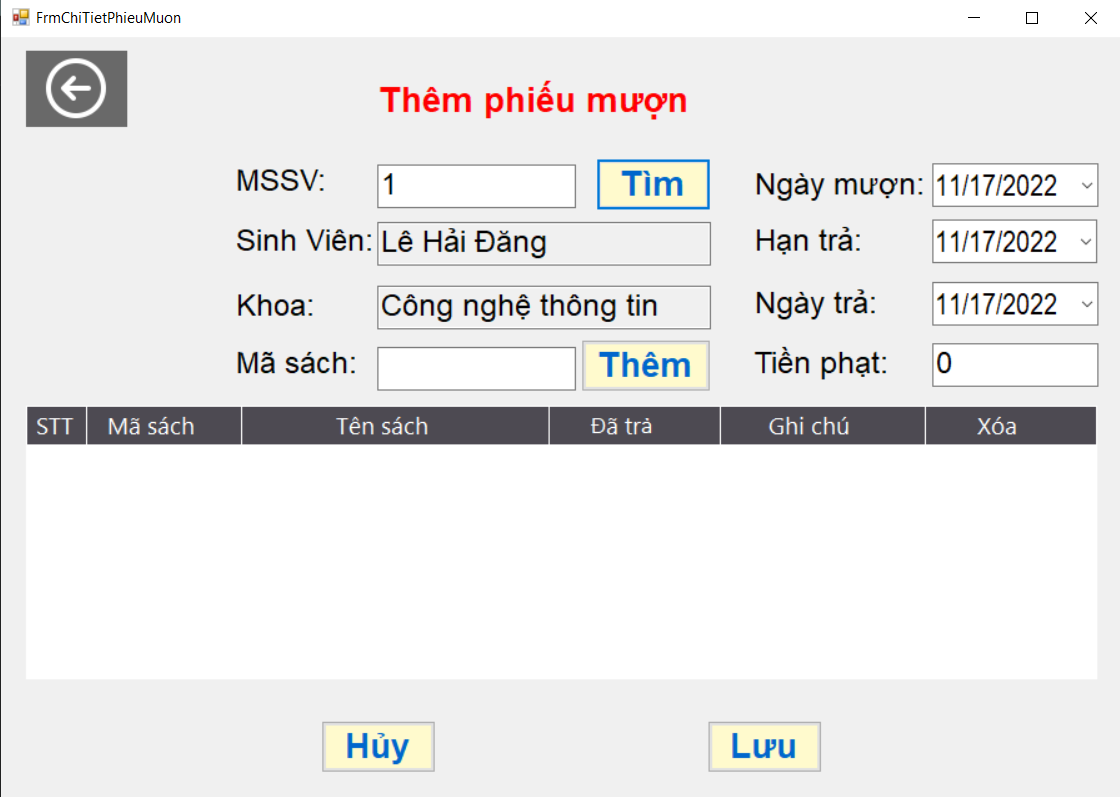 FrmChiTietPhieuMuon
Thêm phiếu mượn
MSSV: 1 Tìm Ngày mượn: 11/17/2022
Sinh Viên: Lê Hải Đăng Hạn trả: 11/17/2022
Khoa: Công nghệ thông tin Ngày trả: 11/17/2022
Mã sách: Thêm Tiền phạt: 0
STT Mã sách Tên sách Đã trả Ghi chú Xóa
Hủy Lưu